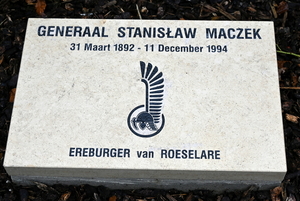 GENERAAL STANISŁAW MACZEK
31 Maart 1892 - 11 December 1994
EREBURGER van ROESELARE